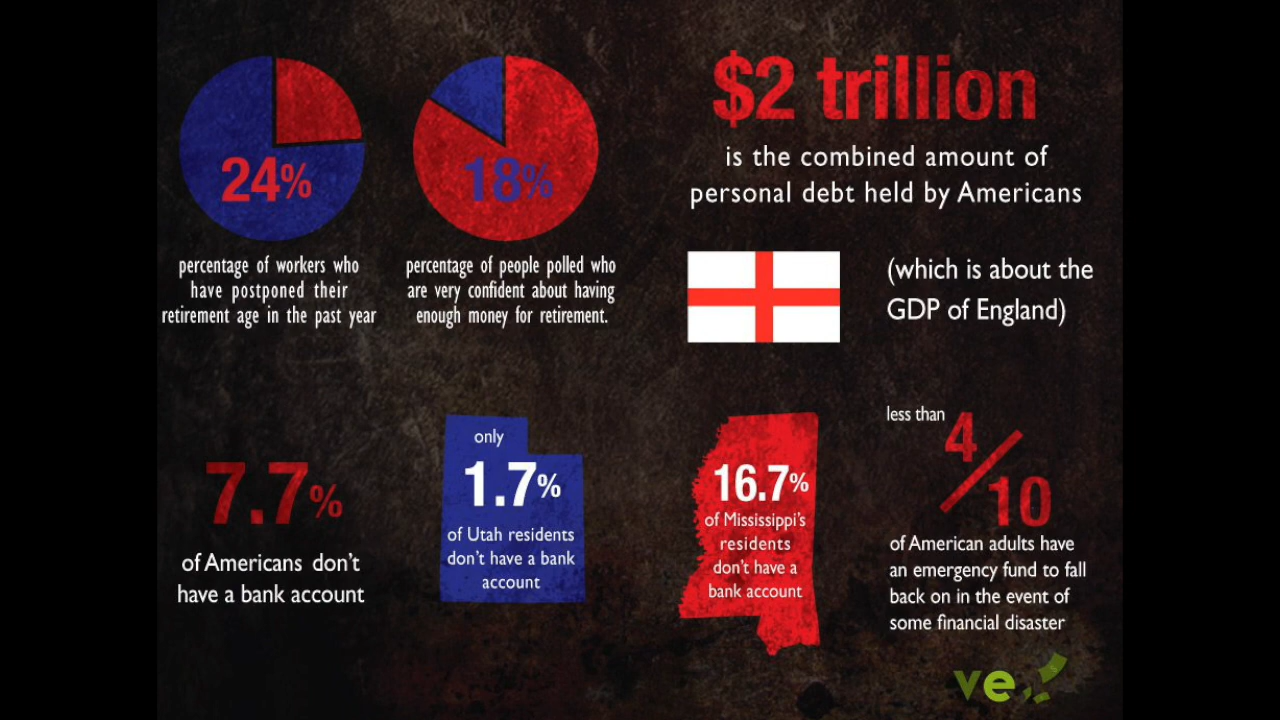 24%
percentage of workers who
have postponed their
retirement age in the past year
18%
percentage of people polled who
are very confident about having
enough money for retirement.
$2 trillion
is the combined amount of
personal debt held by Americans
(which is about the
GDP of England)
7.7%
of Americans don't
have a bank account
only
1.7%
of Utah residents
don't have a bank
account
16.7%
of Mississippi's
residents
don't have a
bank account
less than
4/10
of American adults have
an emergency fund to fall
back on in the event of
some financial disaster
ve